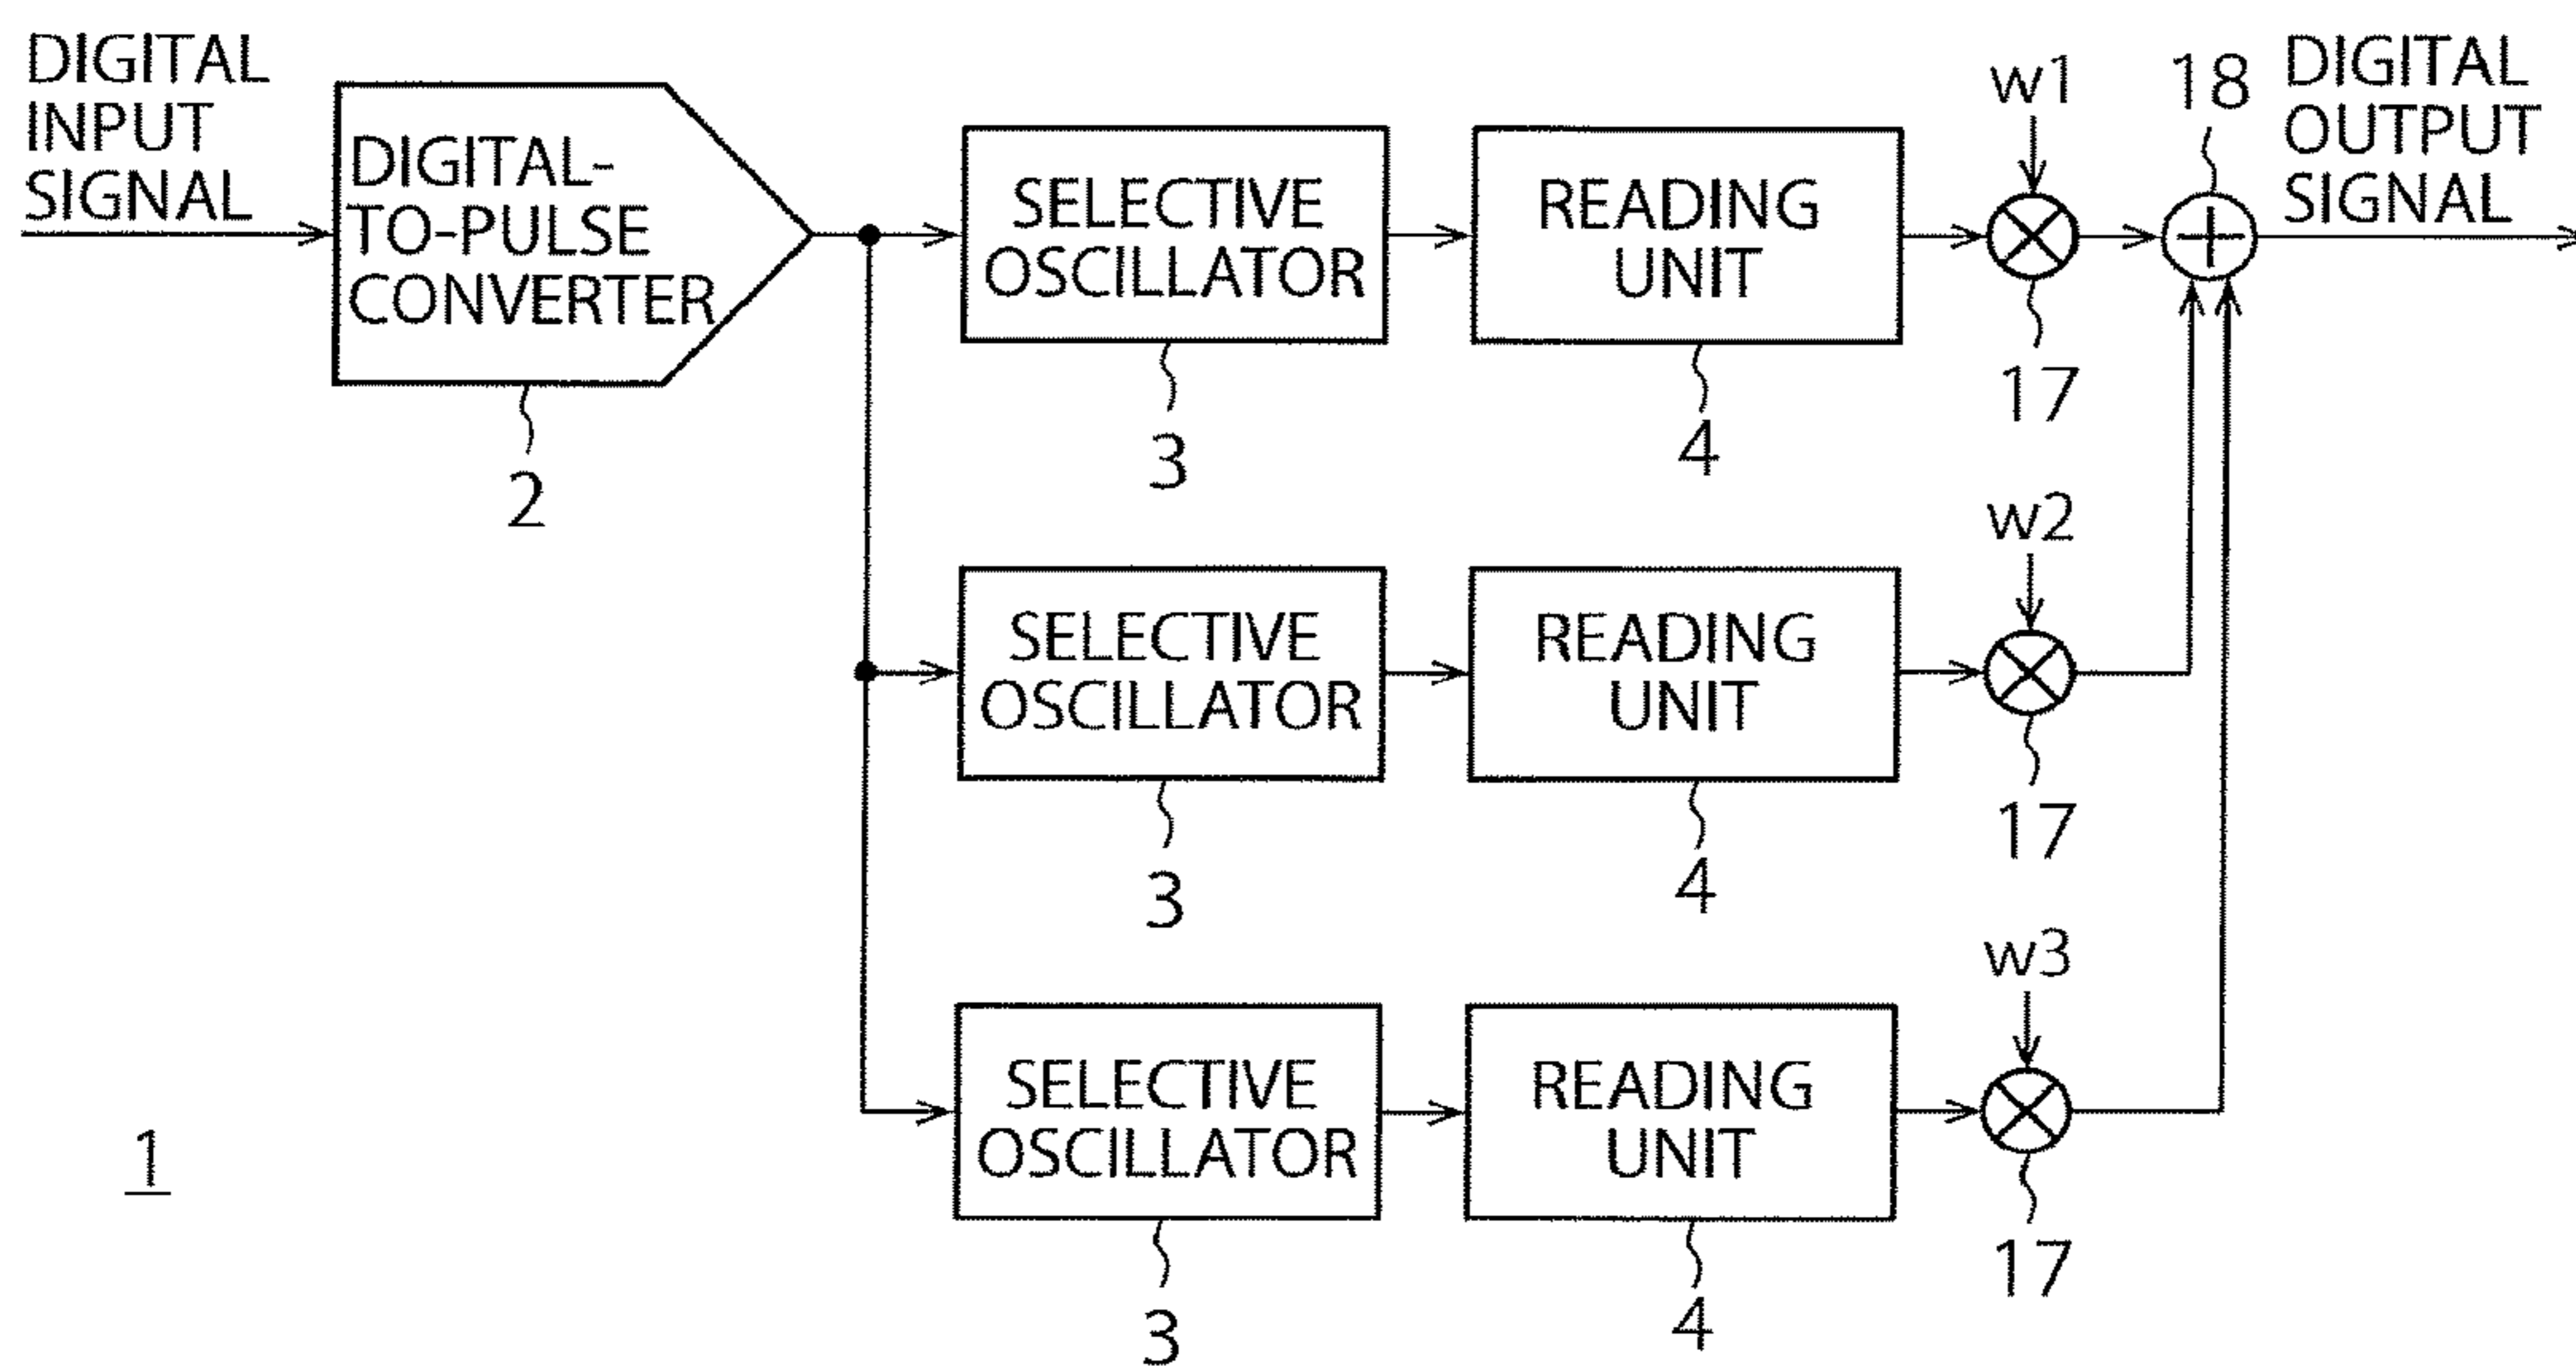 DIGITAL
INPUT
SIGNAL
DIGITAL-
TO-PULSE
CONVERTER
2
SELECTIVE
OSCILLATOR
3
READING
UNIT
4
w1
17
18
DIGITAL
OUTPUT
SIGNAL
SELECTIVE
OSCILLATOR
3
READING
UNIT
4
w2
17
SELECTIVE
OSCILLATOR
3
READING
UNIT
4
w3
17
1